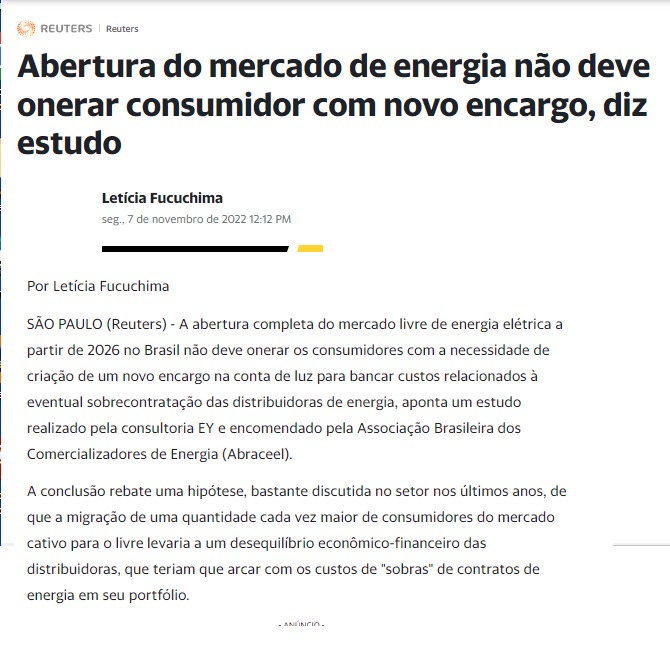 REUTERS | Reuters
Abertura do mercado de energia não deve
onerar consumidor com novo encargo, diz
estudo
Letícia Fucuchima
seg., 7 de novembro de 2022 12:12 PM
Por Letícia Fucuchima
SÃO PAULO (Reuters) - A abertura completa do mercado livre de energia elétrica a
partir de 2026 no Brasil não deve onerar os consumidores com a necessidade de
criação de um novo encargo na conta de luz para bancar custos relacionados à
eventual sobrecontratação das distribuidoras de energia, aponta um estudo
realizado pela consultoria EY e encomendado pela Associação Brasileira dos
Comercializadores de Energia (Abraceel).
A conclusão rebate uma hipótese, bastante discutida no setor nos últimos anos, de
que a migração de uma quantidade cada vez maior de consumidores do mercado
cativo para o livre levaria a um desequilíbrio econômico-financeiro das
distribuidoras, que teriam que arcar com os custos de "sobras" de contratos de
energia em seu portfólio.
- ANÚNCIO -